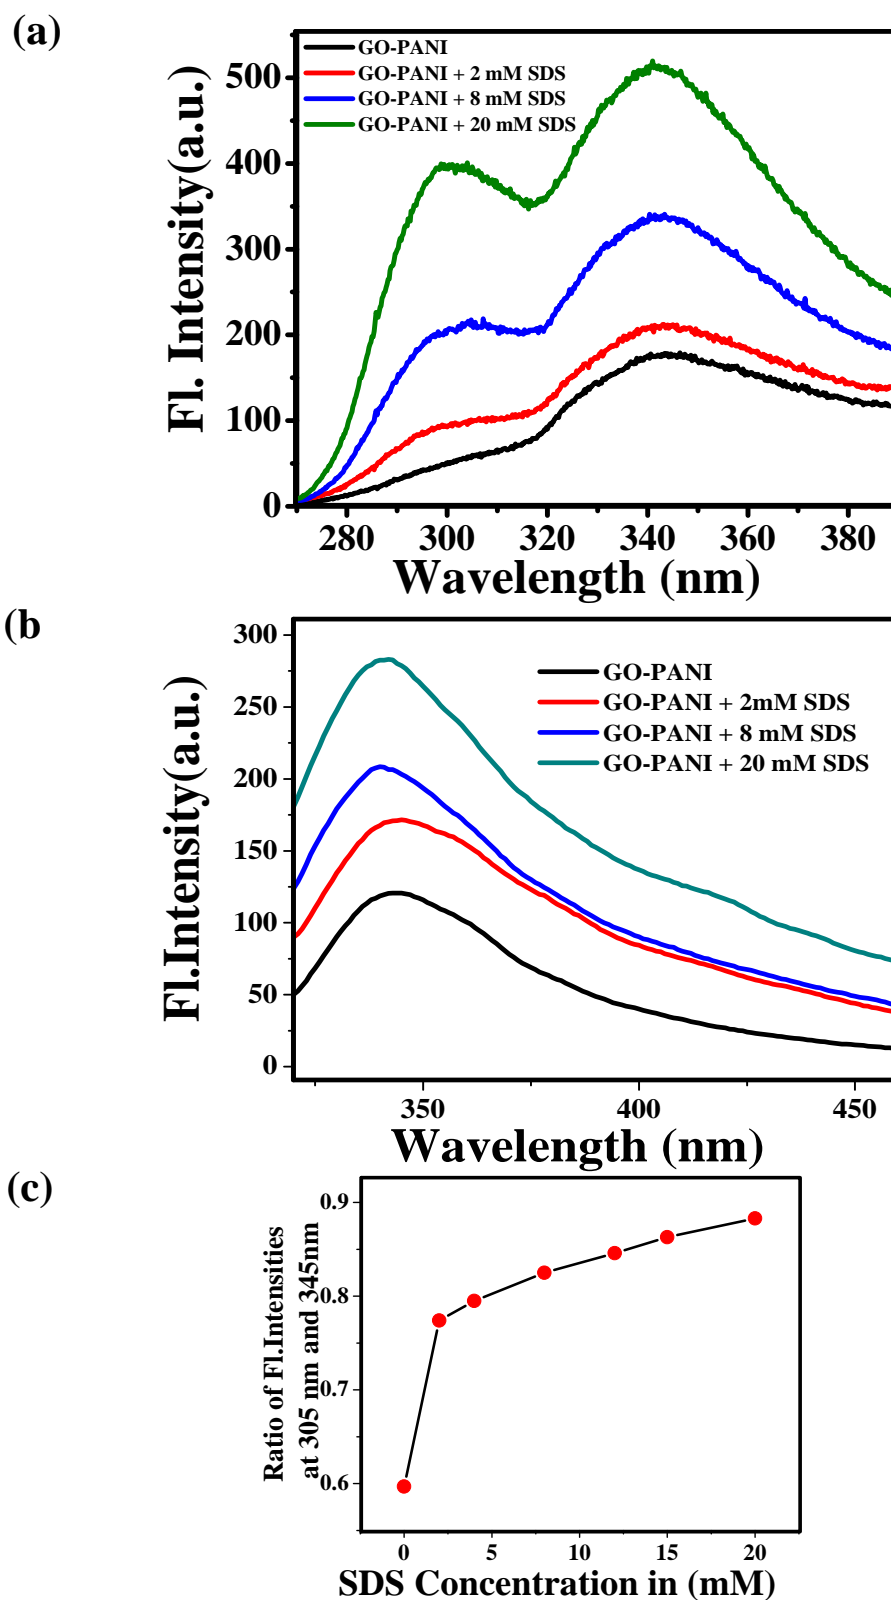 (a)
GO-PANI
GO-PANI + 2 mM SDS
GO-PANI + 8 mM SDS
GO-PANI + 20 mM SDS
Fl. Intensity(a.u.)
500
400
300
200
100
0
280 300 320 340 360 380
Wavelength (nm)
(b
GO-PANI
GO-PANI + 2mM SDS
GO-PANI + 8 mM SDS
GO-PANI + 20 mM SDS
Fl.Intensity(a.u.)
300
250
200
150
100
50
0
350 400 450
Wavelength (nm)
(c)
Ratio of Fl.Intensities
at 305 nm and 345nm
0.9
0.8
0.7
0.6
0 5 10 15 20
SDS Concentration in (mM)